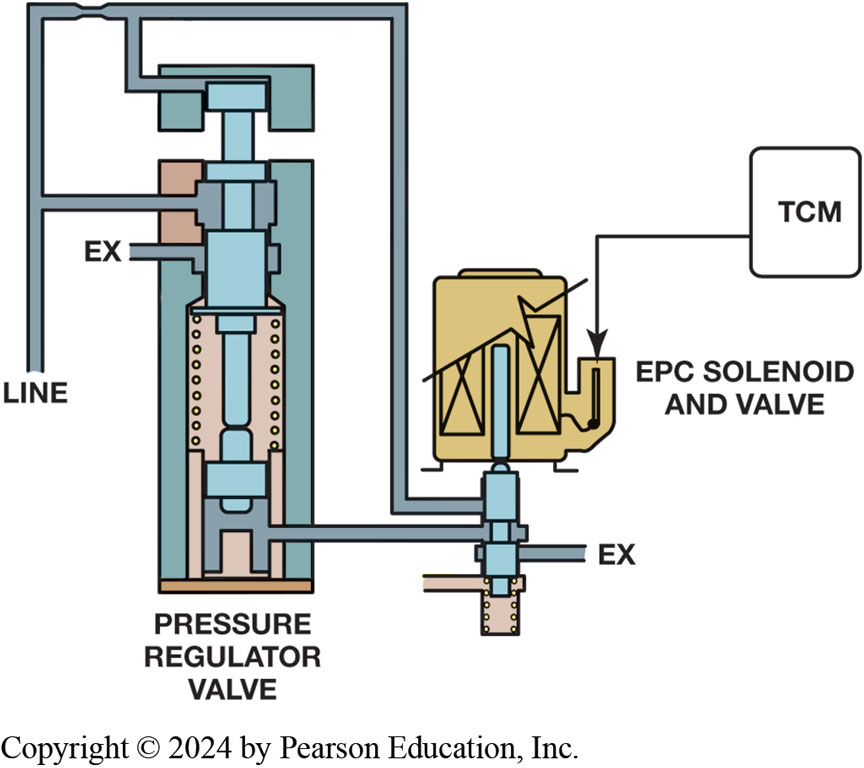 TCM
EX
EPC SOLENOID
AND VALVE
LINE
EX
PRESSURE
REGULATOR
VALVE
Copyright © 2024 by Pearson Education, Inc.